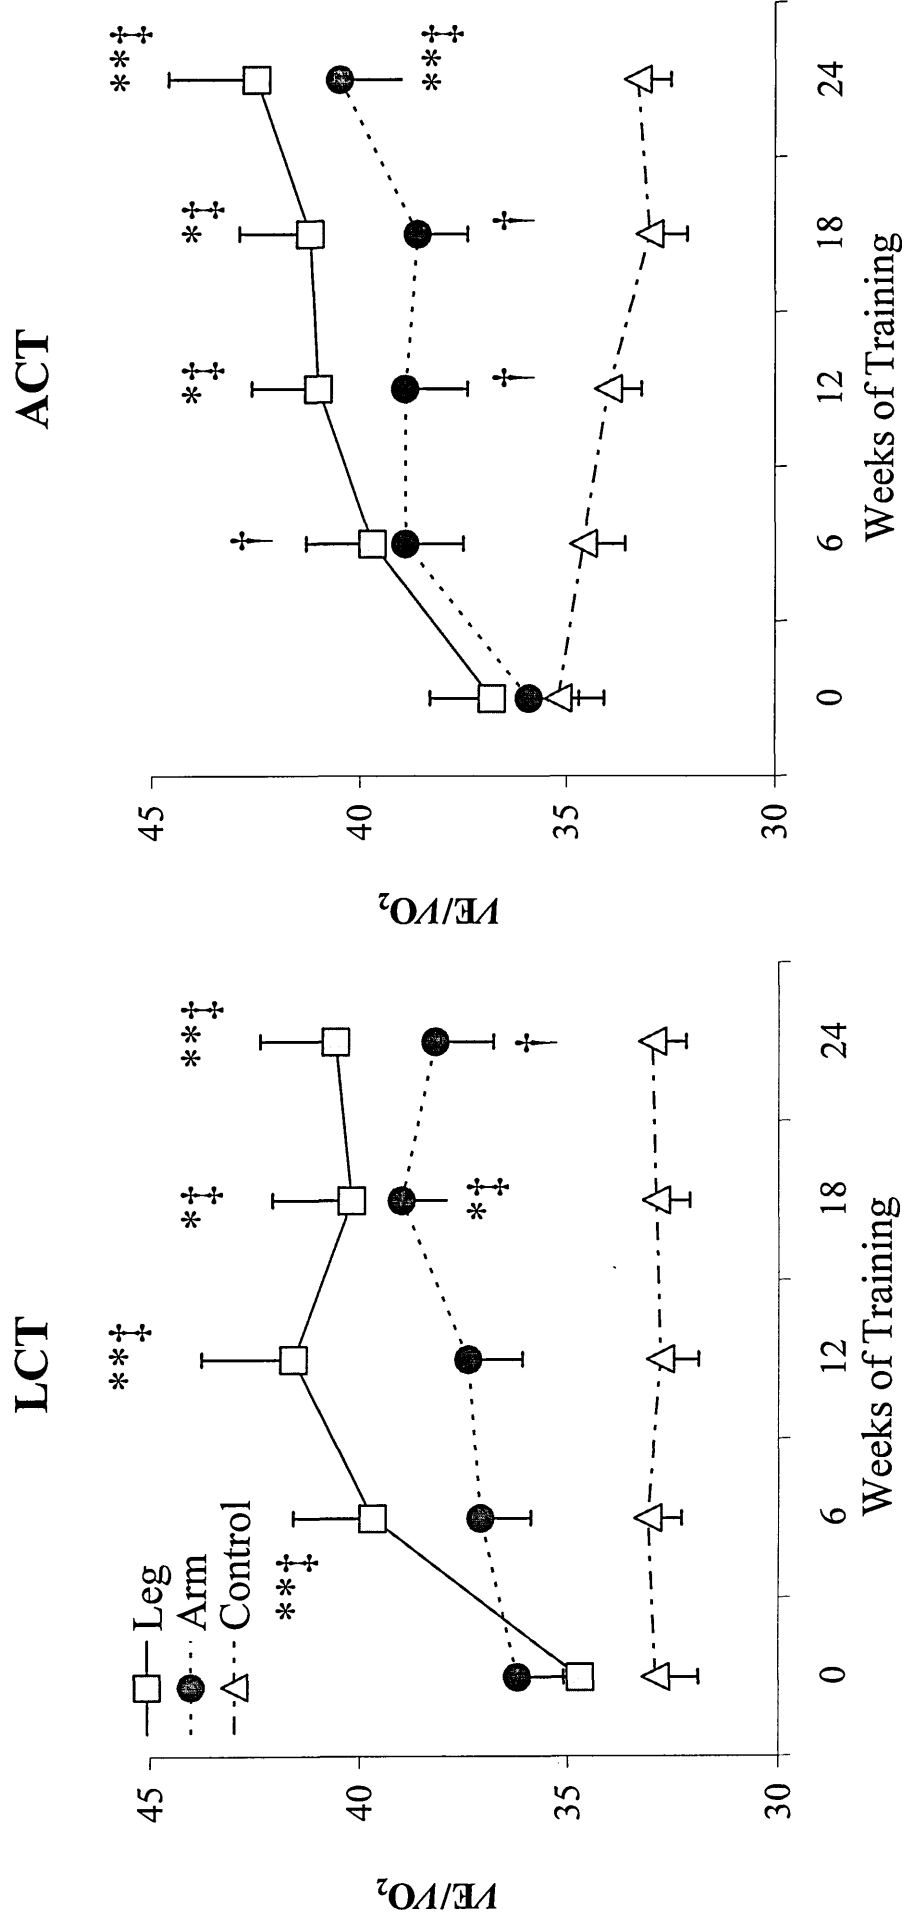 LCT
Leg
Arm
Control
**‡
**‡
*‡
**‡
*‡
†
45
40
35
30
VE/VO₂
0 6 12 18 24
Weeks of Training
ACT
**‡
†
*‡
*‡
**‡
†
†
45
40
35
30
VE/VO₂
0 6 12 18 24
Weeks of Training